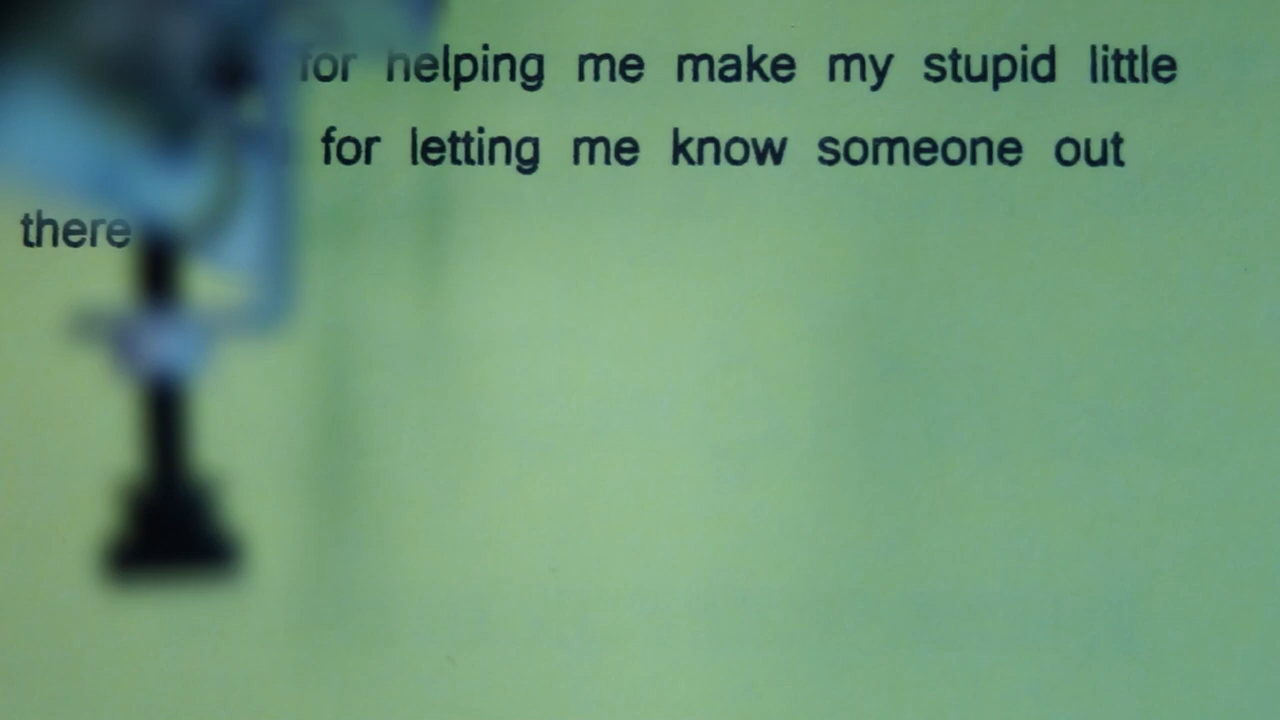 for helping me make my stupid little
for letting me know someone out
there